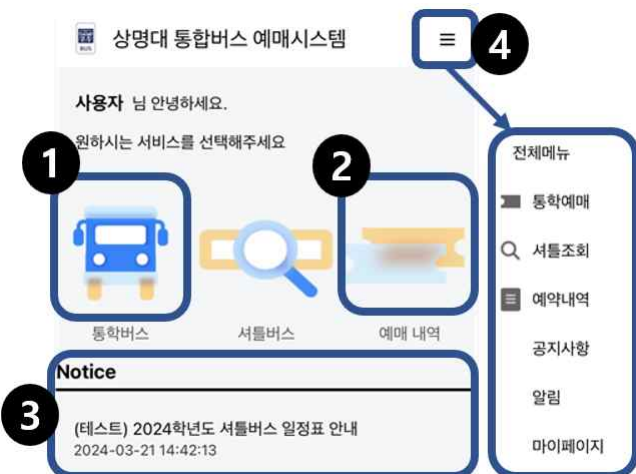 BUS
상명대 통합버스 예매시스템
4
사용자 님 안녕하세요.
원하시는 서비스를 선택해주세요
1
2
통학버스
셔틀버스
예매 내역
3
Notice
(테스트) 2024학년도 셔틀버스 일정표 안내
2024-03-21 14:42:13
전체메뉴
통학예매
셔틀조회
예약내역
공지사항
알림
마이페이지